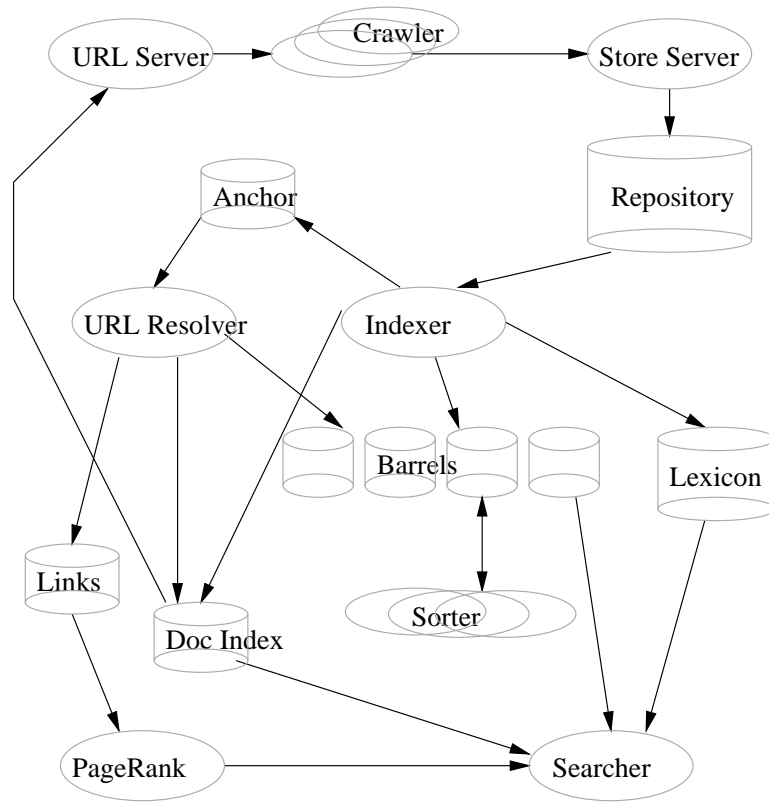 Crawler
URL Server
Store Server
Anchor
Repository
URL Resolver
Indexer
Barrels
Lexicon
Links
Sorter
Doc Index
PageRank
Searcher